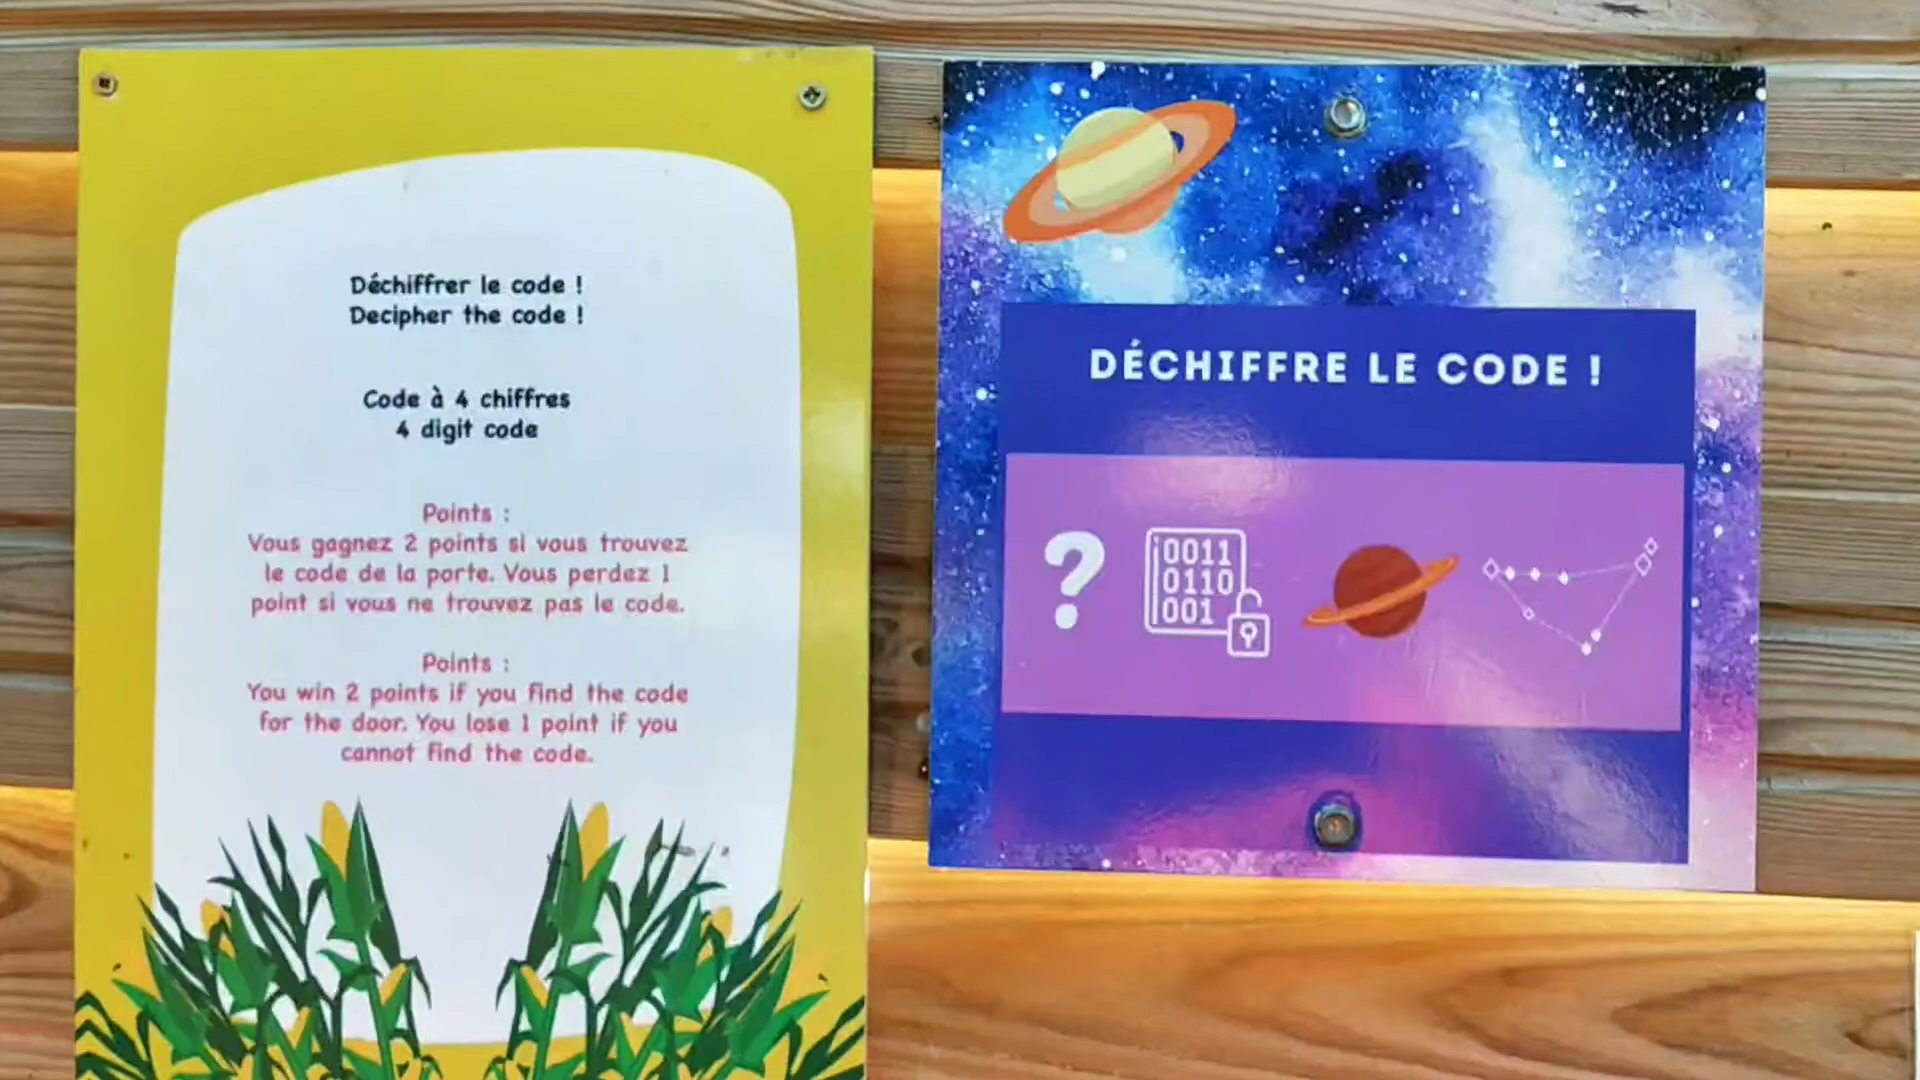 Déchiffrer le code !
Decipher the code !
Code à 4 chiffres
4 digit code
Points :
Vous gagnez 2 points si vous trouvez
le code de la porte. Vous perdez 1
point si vous ne trouvez pas le code.
Points :
You win 2 points if you find the code
for the door. You lose 1 point if you
cannot find the code.
DÉCHIFFRE LE CODE !
?
0011
0110
001